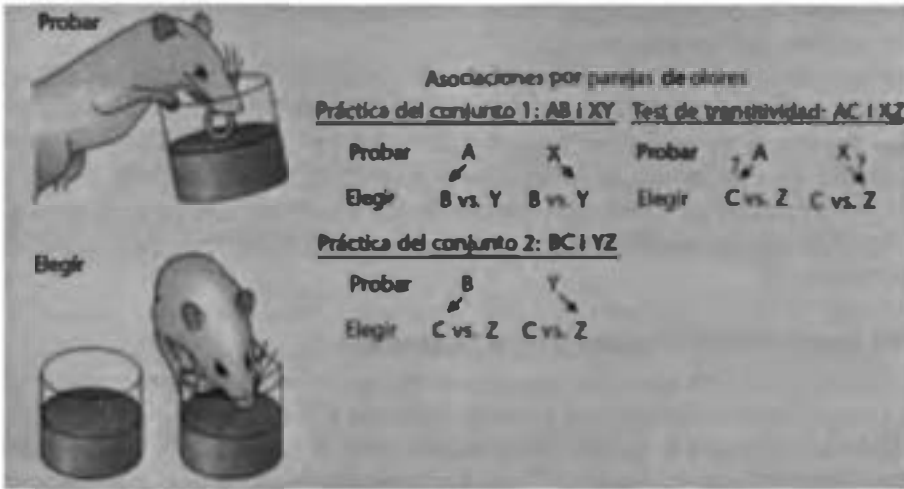 Probar
Asociaciones por parejas de olores
Práctica del conjunto 1: AB i XY
Probar A X
Elegir B vs. Y B vs. Y
Práctica del conjunto 2: BC i YZ
Probar B Y
Elegir C vs. Z C vs. Z
Test de transitividad: AC i XZ
Probar ? A X ?
Elegir C vs. Z C vs. Z
Elegir